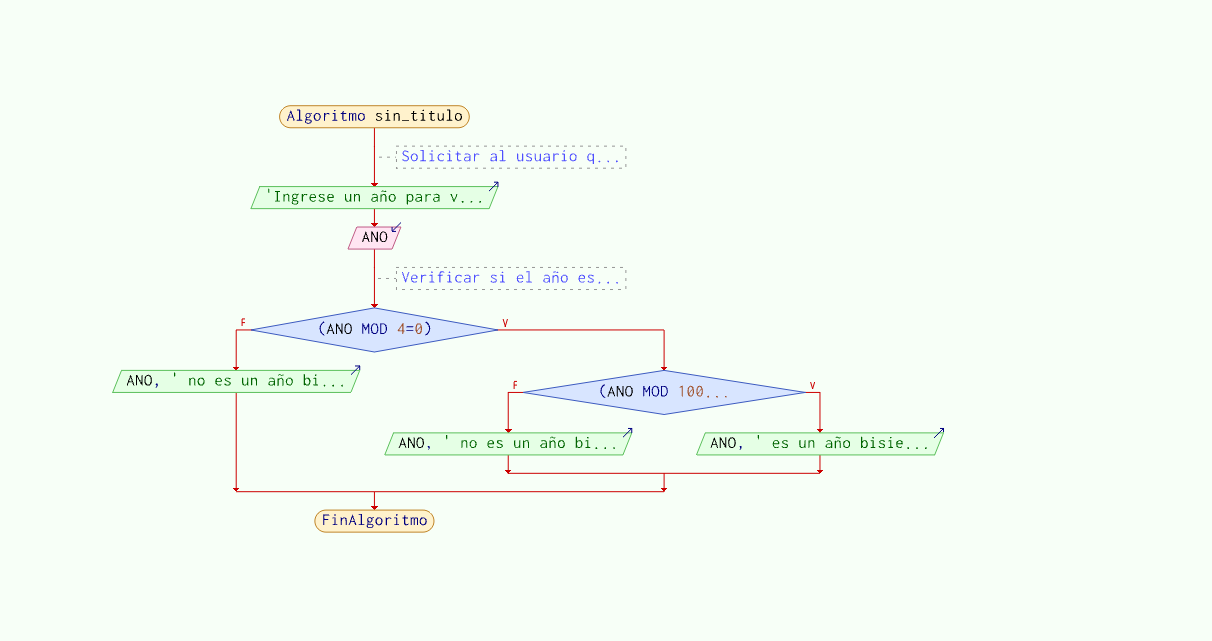 Algoritmo sin_titulo
Solicitar al usuario q...
'Ingrese un año para v...
ANO
Verificar si el año es...
F
(ANO MOD 4=0)
V
ANO, ' no es un año bi...
F
(ANO MOD 100...
V
ANO, ' no es un año bi...
ANO, ' es un año bisie...
FinAlgoritmo